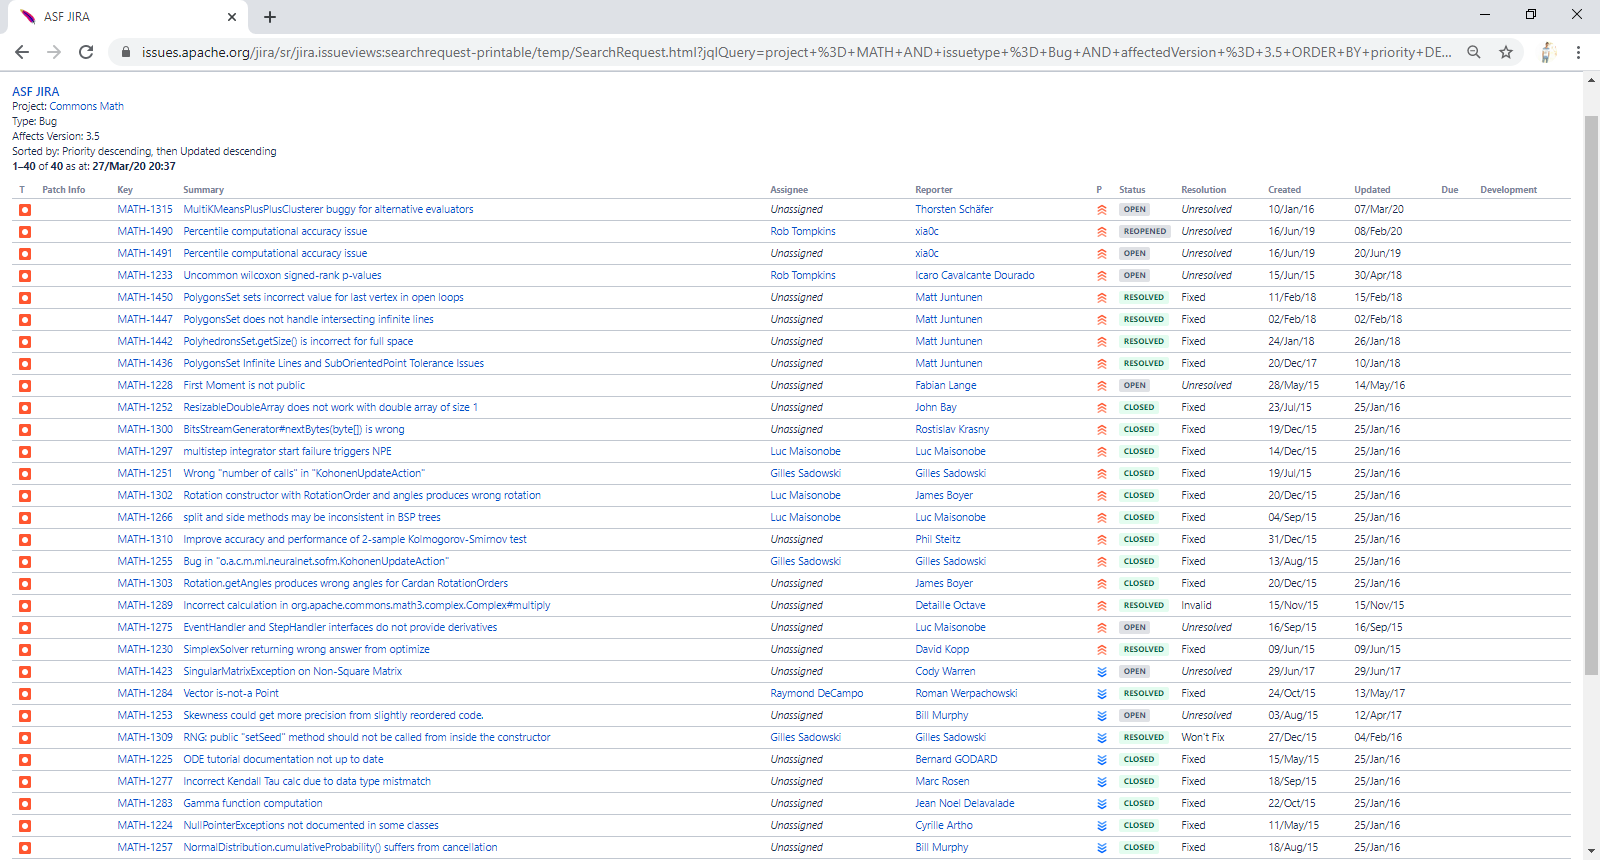 ASF JIRA
issues.apache.org/jira/sr/jira.issueviews:searchrequest-printable/temp/SearchRequest.html?jqlQuery=project+%3D+MATH+AND+issuetype+%3D+Bug+AND+affectedVersion+%3D+3.5+ORDER+BY+priority+DE...
ASF JIRA
Project: Commons Math
Type: Bug
Affects Version: 3.5
Sorted by: Priority descending, then Updated descending
1–40 of 40 as at: 27/Mar/20 20:37
T Patch Info Key Summary Assignee Reporter P Status Resolution Created Updated Due Development
MATH-1315 MultiKMeansPlusPlusClusterer buggy for alternative evaluators Unassigned Thorsten Schäfer OPEN Unresolved 10/Jan/16 07/Mar/20
MATH-1490 Percentile computational accuracy issue Rob Tompkins xia0c REOPENED Unresolved 16/Jun/19 08/Feb/20
MATH-1491 Percentile computational accuracy issue Unassigned xia0c OPEN Unresolved 16/Jun/19 20/Jun/19
MATH-1233 Uncommon wilcoxon signed-rank p-values Rob Tompkins Icaro Cavalcante Dourado OPEN Unresolved 15/Jun/15 30/Apr/18
MATH-1450 PolygonsSet sets incorrect value for last vertex in open loops Unassigned Matt Juntunen RESOLVED Fixed 11/Feb/18 15/Feb/18
MATH-1447 PolygonsSet does not handle intersecting infinite lines Unassigned Matt Juntunen RESOLVED Fixed 02/Feb/18 02/Feb/18
MATH-1442 PolyhedronsSet.getSize() is incorrect for full space Unassigned Matt Juntunen RESOLVED Fixed 24/Jan/18 26/Jan/18
MATH-1436 PolygonsSet Infinite Lines and SubOrientedPoint Tolerance Issues Unassigned Matt Juntunen RESOLVED Fixed 20/Dec/17 10/Jan/18
MATH-1228 First Moment is not public Unassigned Fabian Lange OPEN Unresolved 28/May/15 14/May/16
MATH-1252 ResizableDoubleArray does not work with double array of size 1 Unassigned John Bay CLOSED Fixed 23/Jul/15 25/Jan/16
MATH-1300 BitsStreamGenerator#nextBytes(byte[]) is wrong Unassigned Rostislav Krasny CLOSED Fixed 19/Dec/15 25/Jan/16
MATH-1297 multistep integrator start failure triggers NPE Luc Maisonobe Luc Maisonobe CLOSED Fixed 14/Dec/15 25/Jan/16
MATH-1251 Wrong "number of calls" in "KohonenUpdateAction" Gilles Sadowski Gilles Sadowski CLOSED Fixed 19/Jul/15 25/Jan/16
MATH-1302 Rotation constructor with RotationOrder and angles produces wrong rotation Luc Maisonobe James Boyer CLOSED Fixed 20/Dec/15 25/Jan/16
MATH-1266 split and side methods may be inconsistent in BSP trees Luc Maisonobe Luc Maisonobe CLOSED Fixed 04/Sep/15 25/Jan/16
MATH-1310 Improve accuracy and performance of 2-sample Kolmogorov-Smirnov test Unassigned Phil Steitz CLOSED Fixed 31/Dec/15 25/Jan/16
MATH-1255 Bug in "o.a.c.m.ml.neuralnet.sofm.KohonenUpdateAction" Gilles Sadowski Gilles Sadowski CLOSED Fixed 13/Aug/15 25/Jan/16
MATH-1303 Rotation.getAngles produces wrong angles for Cardan RotationOrders Unassigned James Boyer CLOSED Fixed 20/Dec/15 25/Jan/16
MATH-1289 Incorrect calculation in org.apache.commons.math3.complex.Complex#multiply Unassigned Detaille Octave RESOLVED Invalid 15/Nov/15 15/Nov/15
MATH-1275 EventHandler and StepHandler interfaces do not provide derivatives Unassigned Luc Maisonobe OPEN Unresolved 16/Sep/15 16/Sep/15
MATH-1230 SimplexSolver returning wrong answer from optimize Unassigned David Kopp RESOLVED Fixed 09/Jun/15 09/Jun/15
MATH-1423 SingularMatrixException on Non-Square Matrix Unassigned Cody Warren OPEN Unresolved 29/Jun/17 29/Jun/17
MATH-1284 Vector is-not-a Point Raymond DeCampo Roman Werpachowski RESOLVED Fixed 24/Oct/15 13/May/17
MATH-1253 Skewness could get more precision from slightly reordered code. Unassigned Bill Murphy OPEN Unresolved 03/Aug/15 12/Apr/17
MATH-1309 RNG: public "setSeed" method should not be called from inside the constructor Gilles Sadowski Gilles Sadowski RESOLVED Won't Fix 27/Dec/15 04/Feb/16
MATH-1225 ODE tutorial documentation not up to date Unassigned Bernard GODARD CLOSED Fixed 15/May/15 25/Jan/16
MATH-1277 Incorrect Kendall Tau calc due to data type mistmatch Unassigned Marc Rosen CLOSED Fixed 18/Sep/15 25/Jan/16
MATH-1283 Gamma function computation Unassigned Jean Noel Delavalade CLOSED Fixed 22/Oct/15 25/Jan/16
MATH-1224 NullPointerExceptions not documented in some classes Unassigned Cyrille Artho CLOSED Fixed 11/May/15 25/Jan/16
MATH-1257 NormalDistribution.cumulativeProbability() suffers from cancellation Unassigned Bill Murphy CLOSED Fixed 18/Aug/15 25/Jan/16